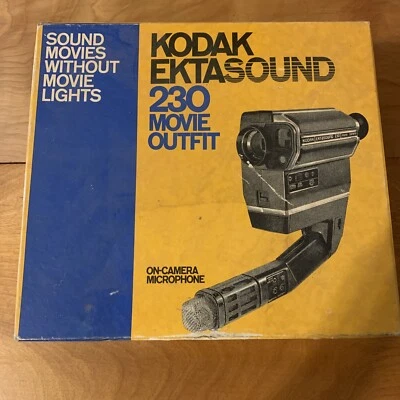 SOUND
MOVIES
WITHOUT
MOVIE
LIGHTS
KODAK
EKTASOUND
230
MOVIE
OUTFIT
ON-CAMERA
MICROPHONE